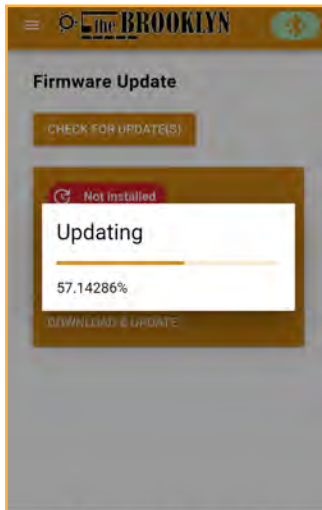 the BROOKLYN
Firmware Update
CHECK FOR UPDATE(S)
Not installed
Updating
57.14286%
DOWNLOAD & UPDATE